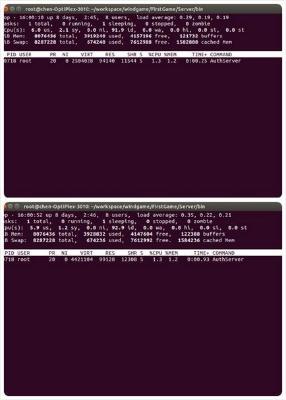 root@chen-OptiPlex-3010: ~/workspace/windgame/FirstGame/Server/bin
op - 16:00:10 up 8 days, 2:45, 8 users, load average: 0.29, 0.19, 0.19
asks: 1 total, 0 running, 1 sleeping, 0 stopped, 0 zombie
Cpu(s): 6.0 us, 2.1 sy, 0.0 ni, 91.9 id, 0.0 wa, 0.0 hi, 0.0 si, 0.0 st
iB Mem: 8076436 total, 3919240 used, 4157196 free, 121732 buffers
iB Swap: 8287228 total, 674240 used, 7612988 free. 1582080 cached Mem
PID USER PR NI VIRT RES SHR S %CPU %MEM TIME+ COMMAND
0718 root 20 0 2504038 94140 11544 S 1.3 1.2 0:00.25 AuthServer
root@chen-OptiPlex-3010: ~/workspace/windgame/FirstGame/Server/bin
op - 16:00:52 up 8 days, 2:46, 8 users, load average: 0.35, 0.22, 0.21
asks: 1 total, 0 running, 1 sleeping, 0 stopped, 0 zombie
pu(s): 5.9 us, 1.2 sy, 0.0 ni, 92.9 id, 0.0 wa, 0.0 hi, 0.0 si, 0.0 st
iB Mem: 8076436 total, 3928832 used, 4147604 free, 122308 buffers
iB Swap: 8287228 total, 674236 used, 7612992 free. 1584236 cached Mem
PID USER PR NI VIRT RES SHR S %CPU %MEM TIME+ COMMAND
0718 root 20 0 4421104 99128 12308 S 1.3 1.2 0:00.93 AuthServer